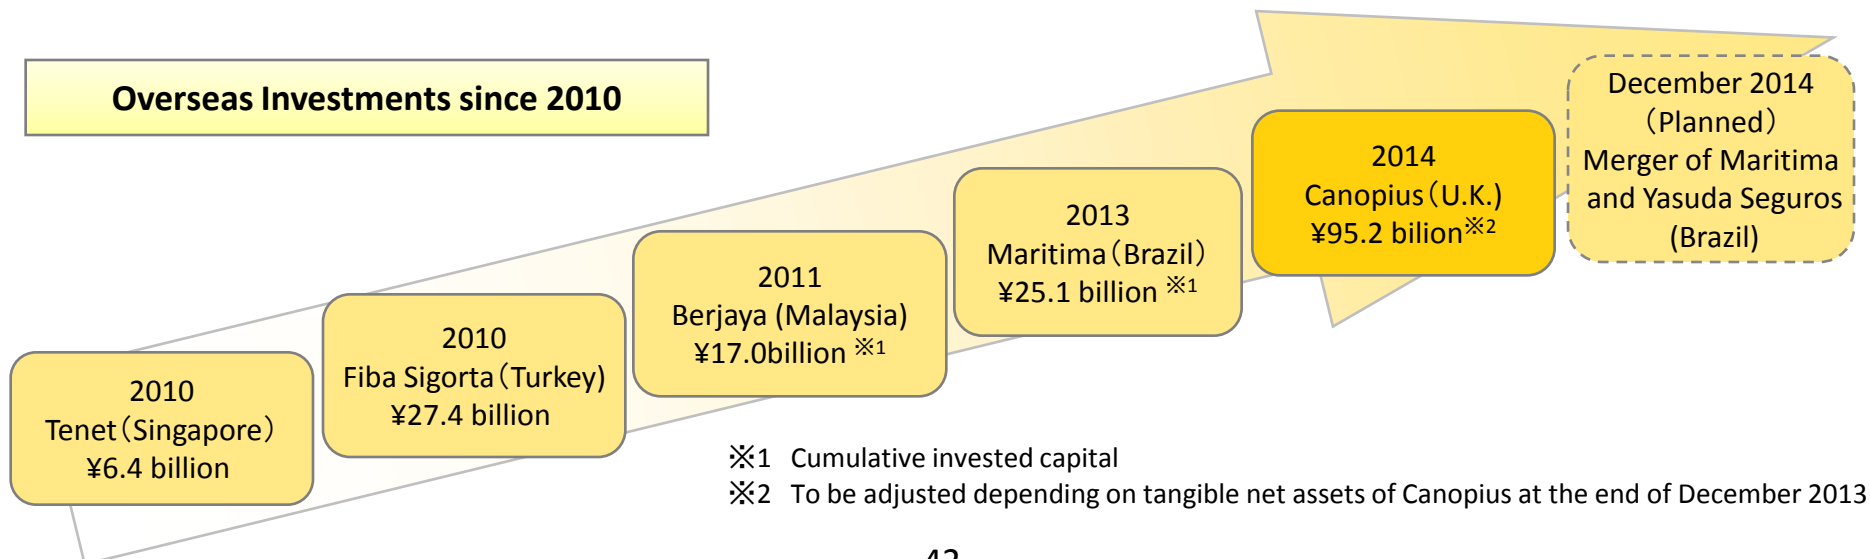 Overseas Investments since 2010
2010
Tenet（Singapore）
¥6.4 billion
2010
Fiba Sigorta（Turkey)
¥27.4 billion
2011
Berjaya (Malaysia)
¥17.0billion ※1
2013
Maritima（Brazil）
¥25.1 billion ※1
2014
Canopius（U.K.)
¥95.2 bilion※2
December 2014
（Planned）
Merger of Maritima
and Yasuda Seguros
(Brazil)
※1 Cumulative invested capital
※2 To be adjusted depending on tangible net assets of Canopius at the end of December 2013